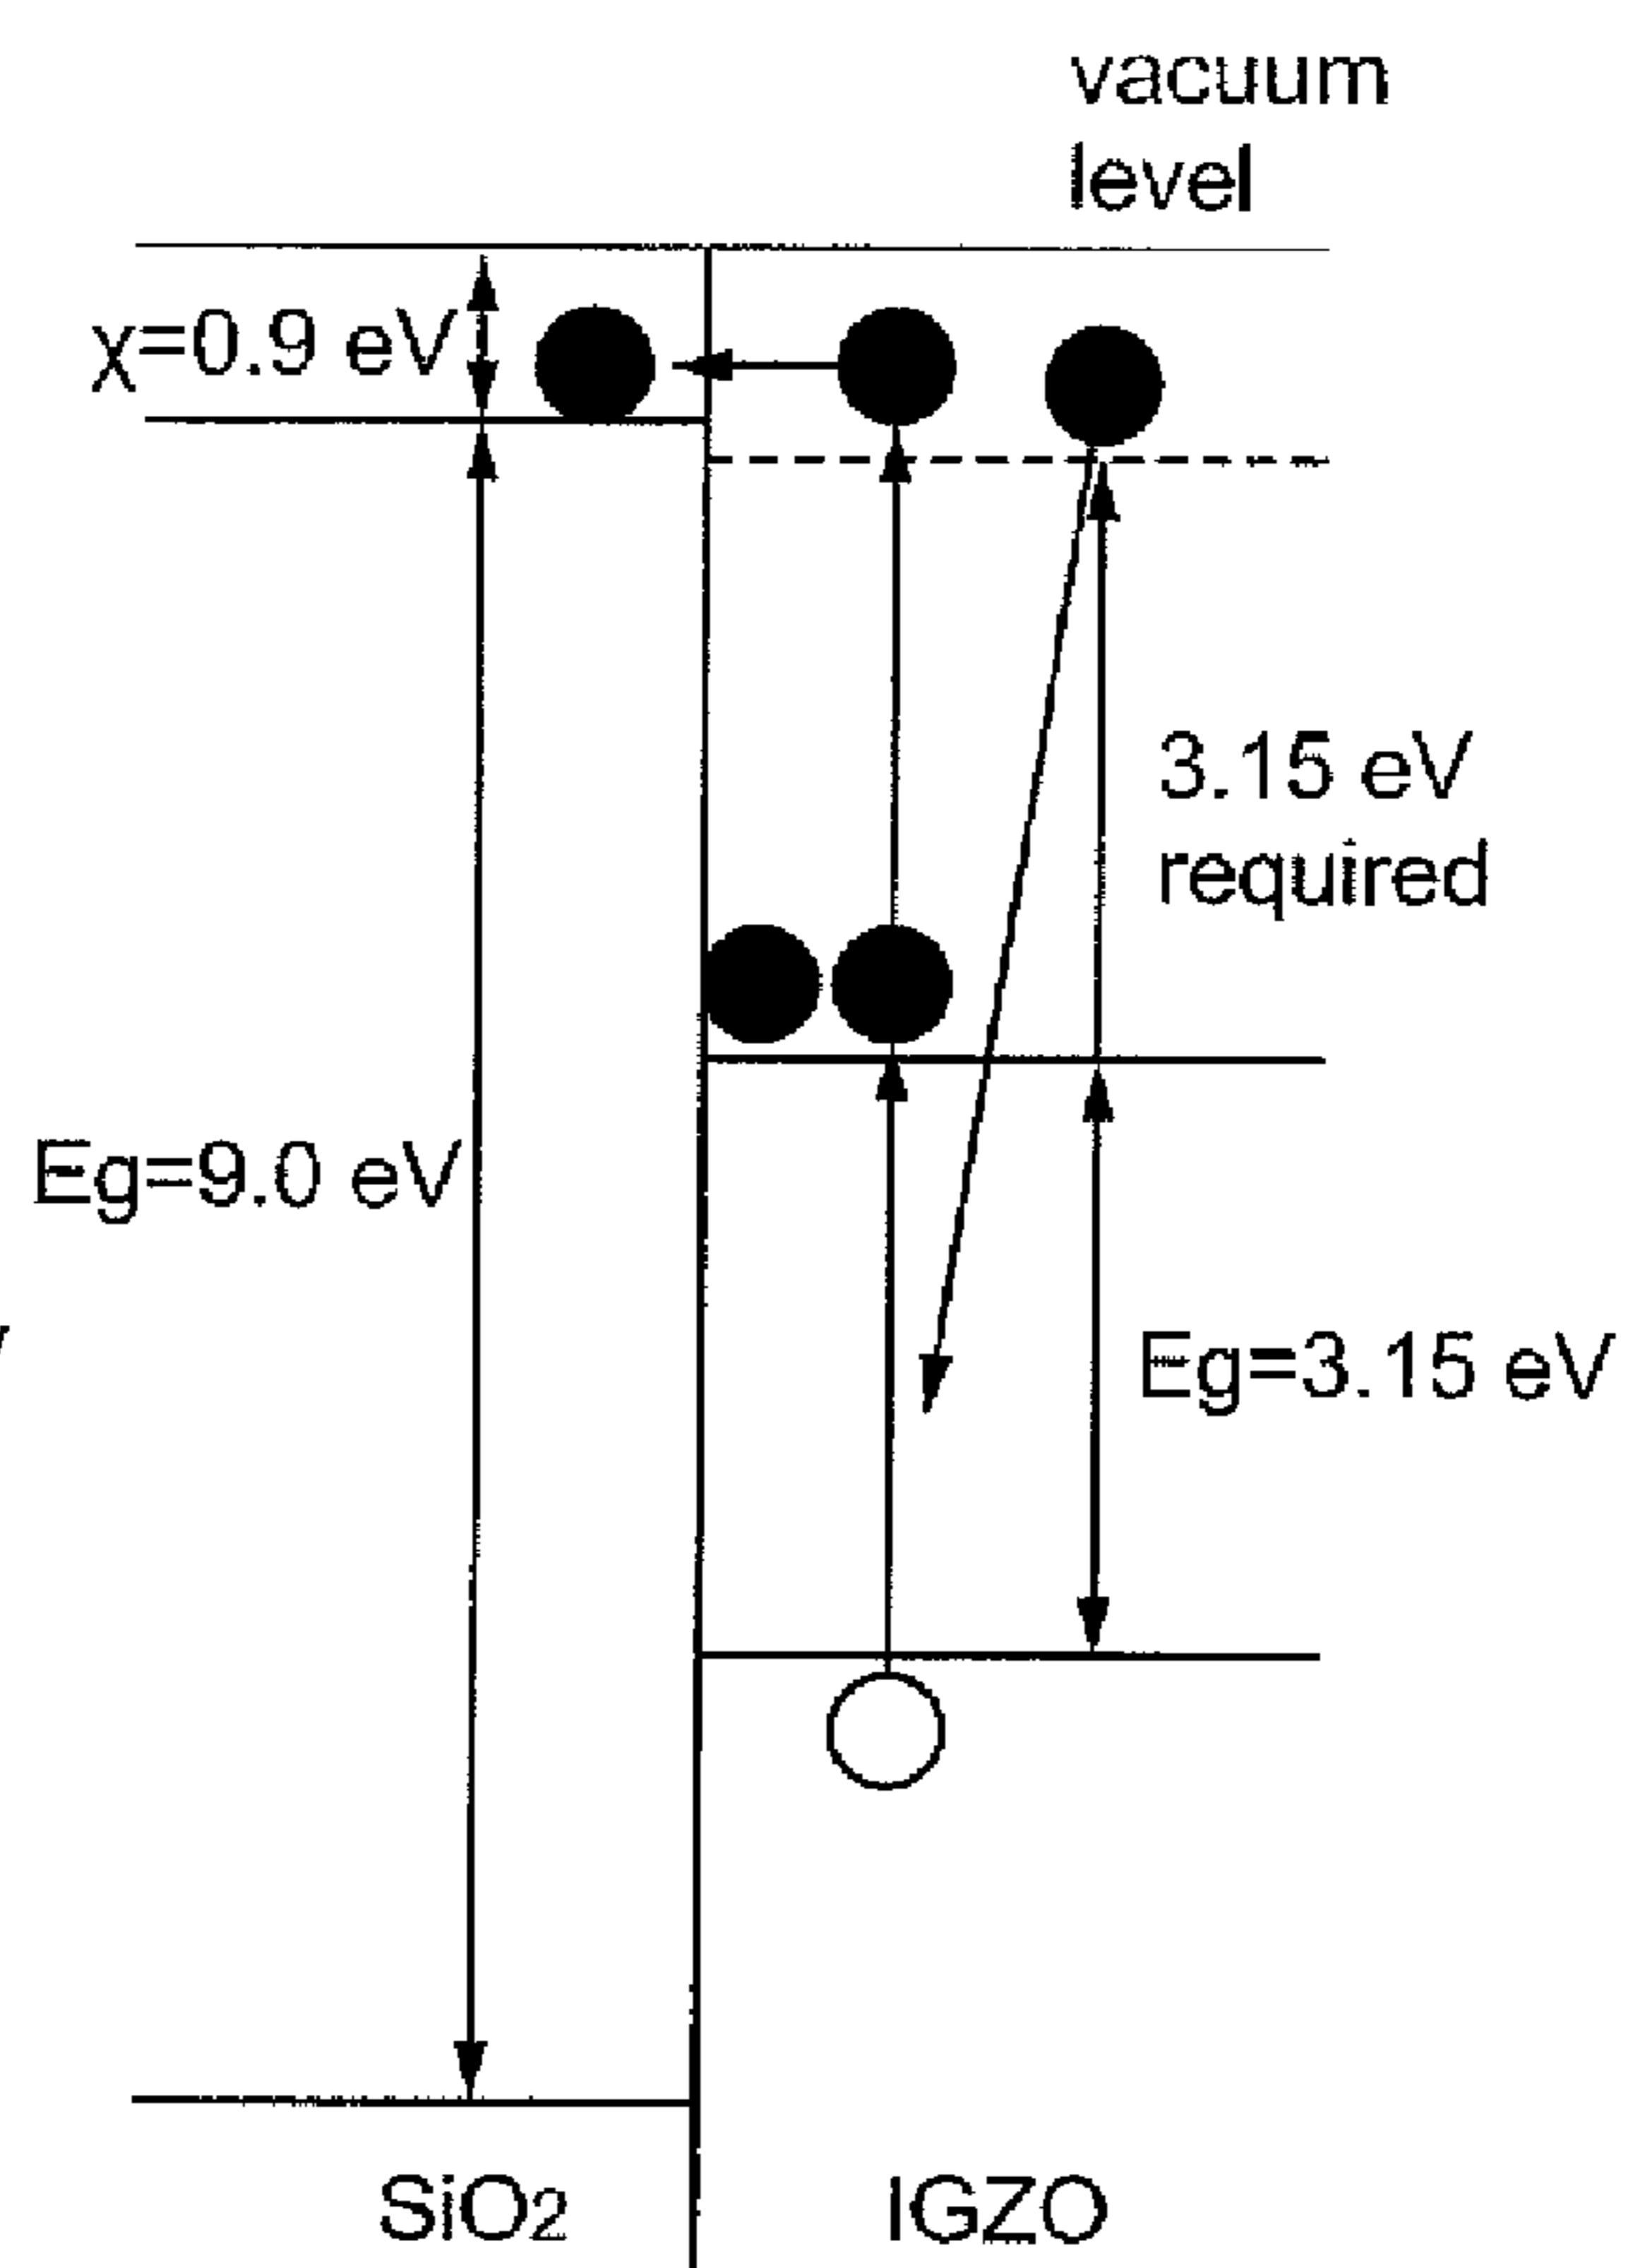 vacuum
level
χ=0.9 eV
3.15 eV
required
Eg=9.0 eV
Eg=3.15 eV
SiO₂
IGZO